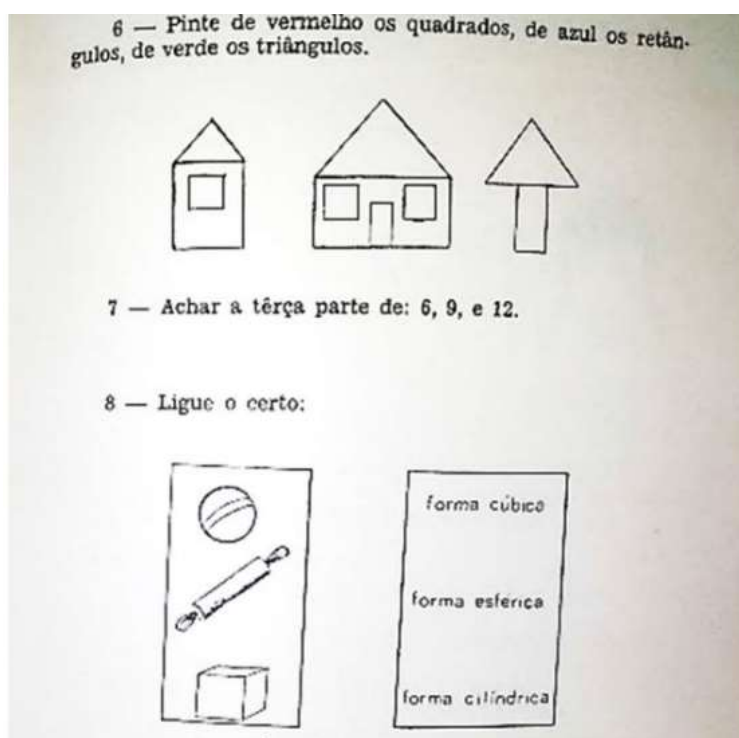 6 — Pinte de vermelho os quadrados, de azul os retân-
gulos, de verde os triângulos.
7 — Achar a têrça parte de: 6, 9, e 12.
8 — Ligue o certo:
forma cúbica
forma esférica
forma cilíndrica